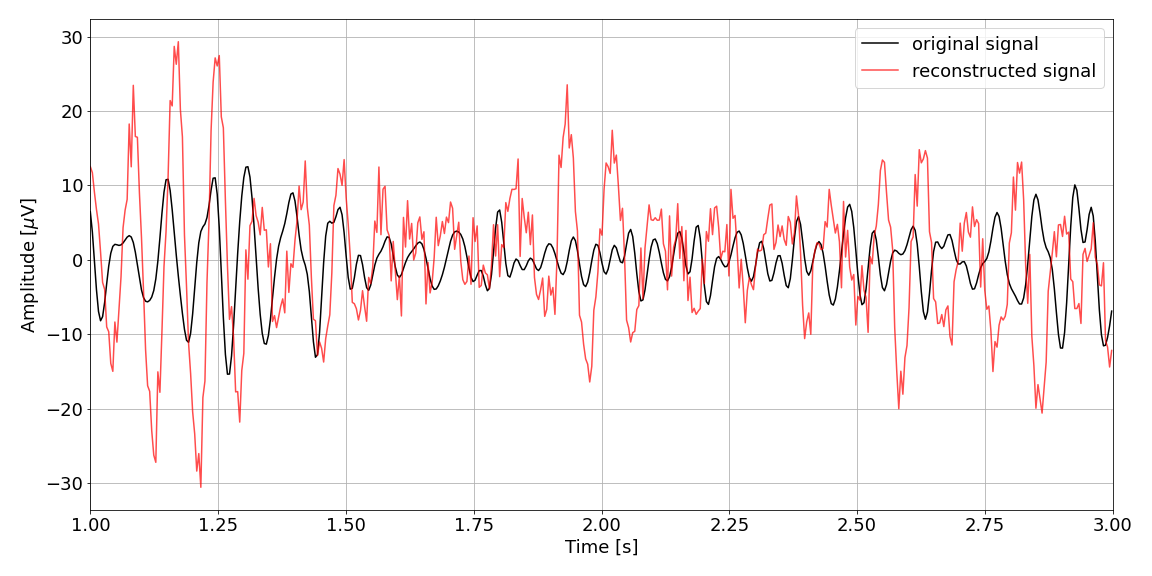 original signal
reconstructed signal
30
20
10
0
−10
−20
−30
Amplitude [μV]
1.00 1.25 1.50 1.75 2.00 2.25 2.50 2.75 3.00
Time [s]